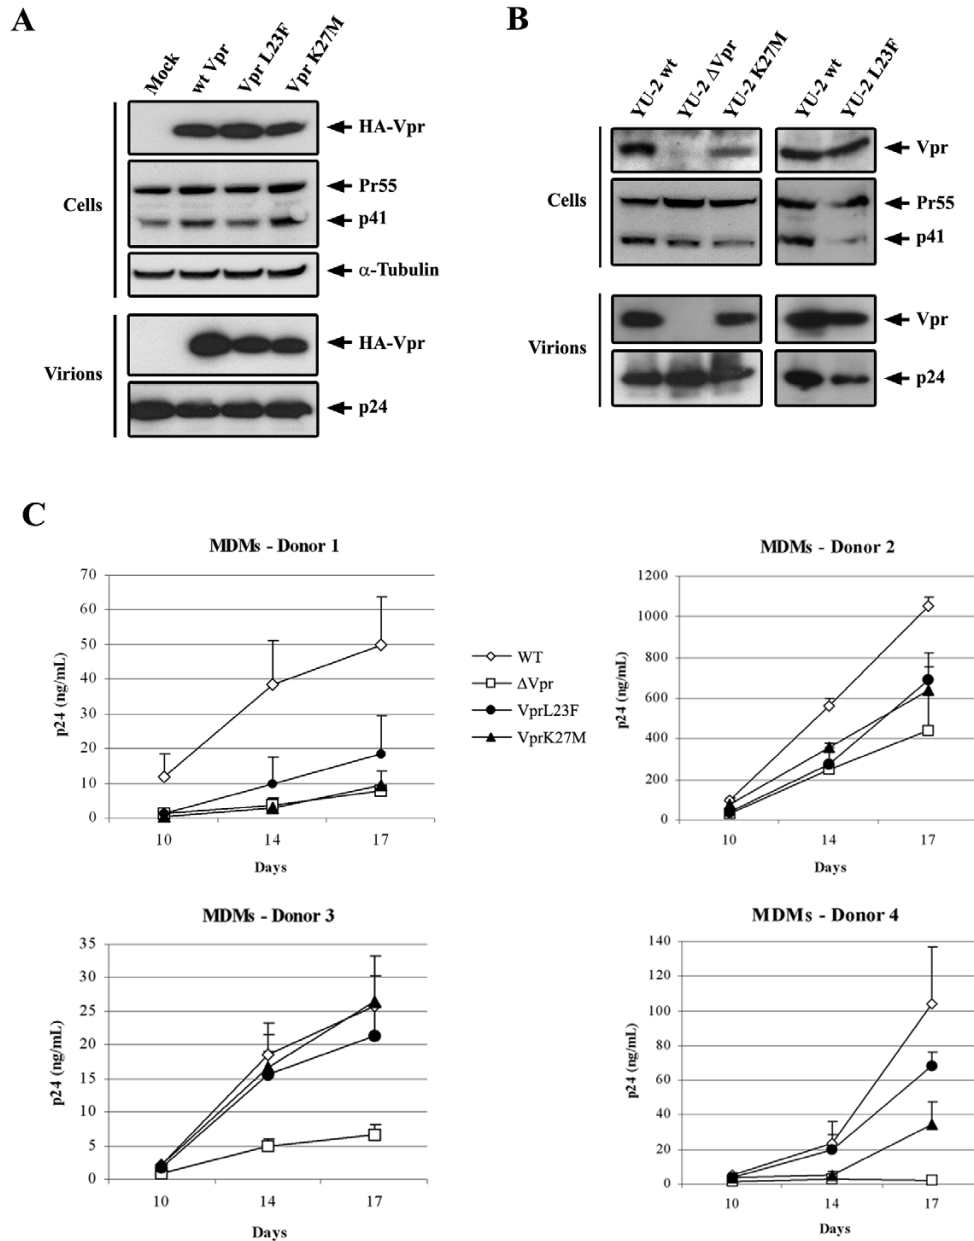 A
Mock
wt Vpr
Vpr L23F
Vpr K27M
HA-Vpr
Pr55
Cells
p41
α-Tubulin
HA-Vpr
Virions
p24
B
YU-2 wt
YU-2 ΔVpr
YU-2 K27M
YU-2 wt
YU-2 L23F
Vpr
Pr55
Cells
p41
Vpr
Virions
p24
C
MDMs - Donor 1
p24 (ng/mL)
70
60
50
40
30
20
10
0
10 14 17
Days
WT
ΔVpr
VprL23F
VprK27M
MDMs - Donor 2
p24 (ng/mL)
1200
1000
800
600
400
200
0
10 14 17
Days
MDMs - Donor 3
p24 (ng/mL)
35
30
25
20
15
10
5
0
10 14 17
Days
MDMs - Donor 4
p24 (ng/mL)
140
120
100
80
60
40
20
0
10 14 17
Days